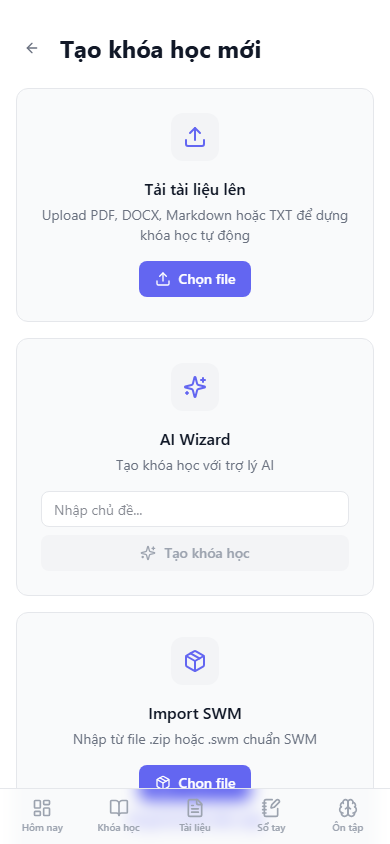 Tạo khóa học mới
Tải tài liệu lên
Upload PDF, DOCX, Markdown hoặc TXT để dựng
khóa học tự động
Chọn file
AI Wizard
Tạo khóa học với trợ lý AI
Nhập chủ đề...
Tạo khóa học
Import SWM
Nhập từ file .zip hoặc .swm chuẩn SWM
Chọn file
Hôm nay
Khóa học
Tài liệu
Sổ tay
Ôn tập